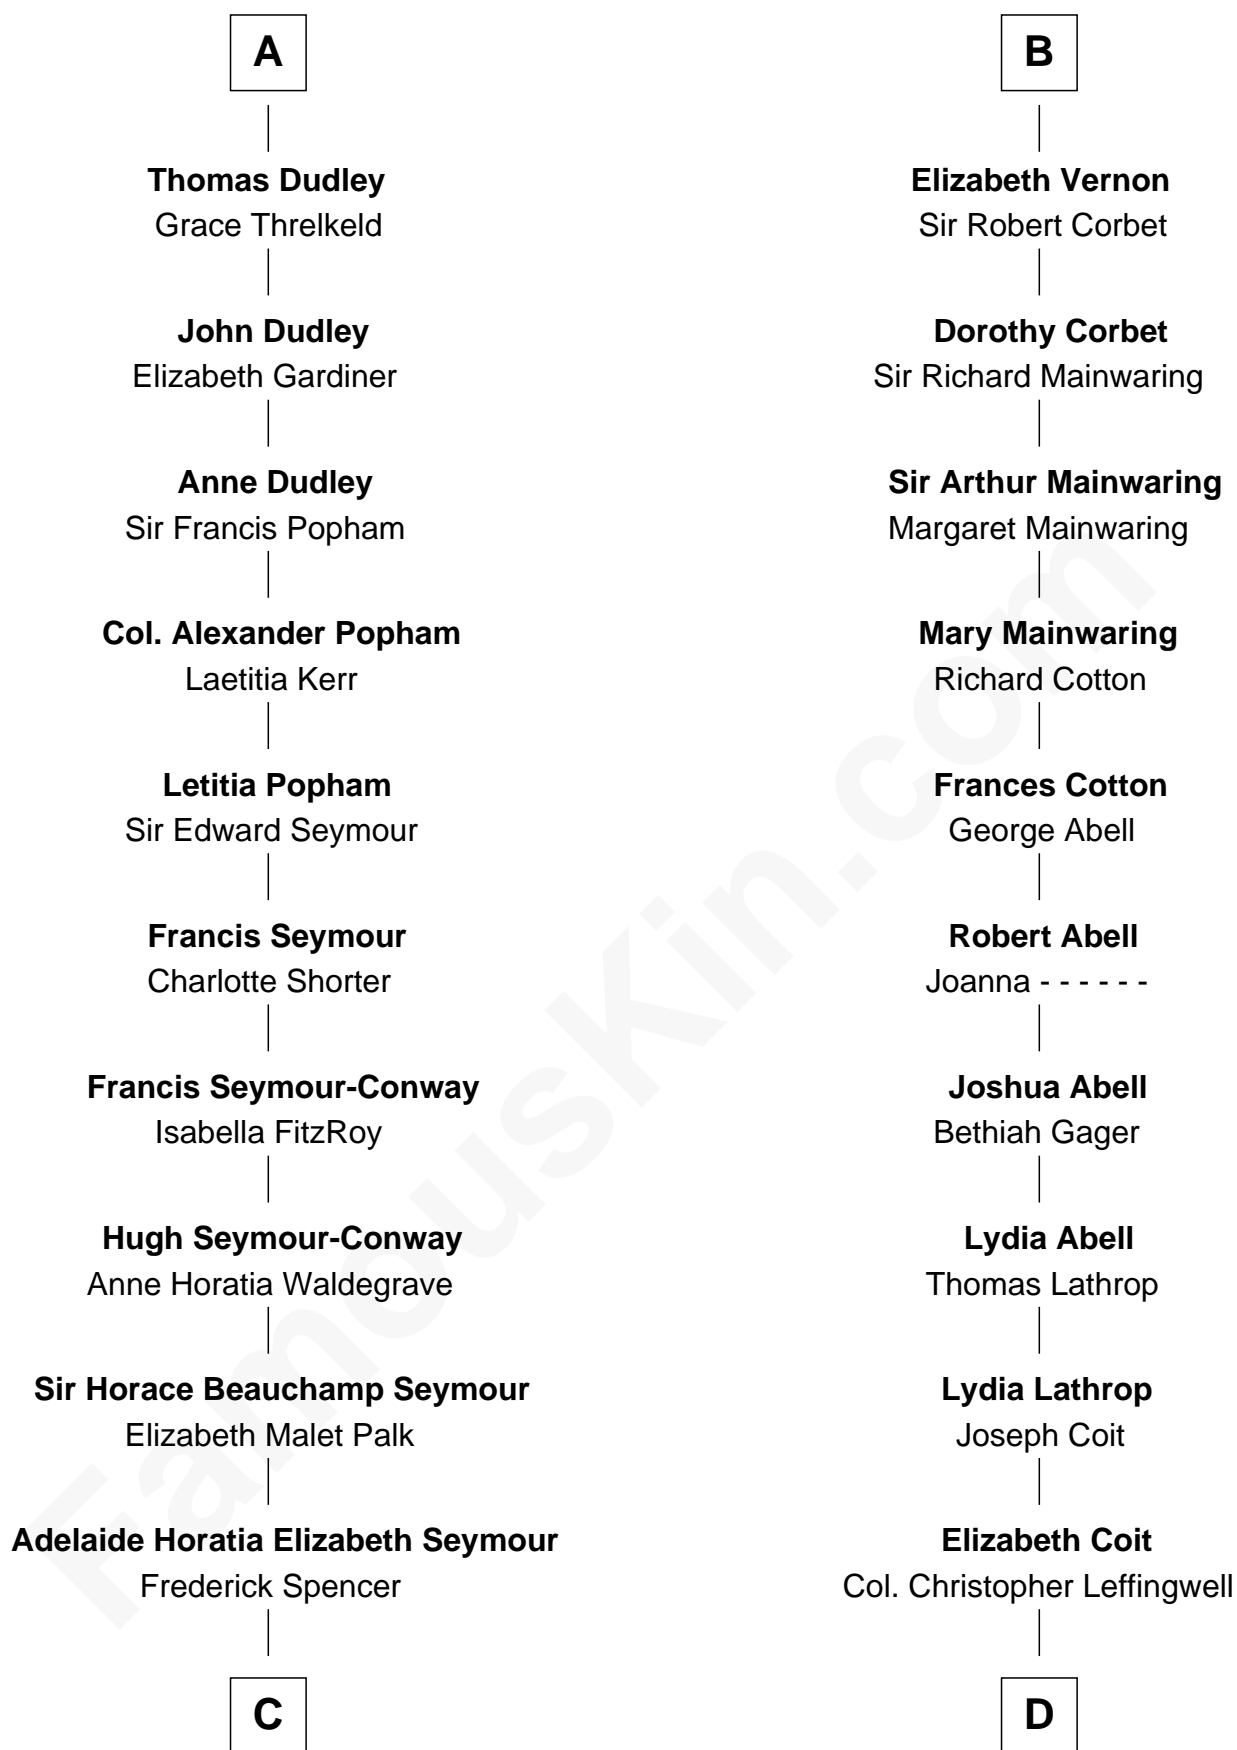 A
Thomas Dudley
Grace Threlkeld
John Dudley
Elizabeth Gardiner
Anne Dudley
Sir Francis Popham
Col. Alexander Popham
Laetitia Kerr
Letitia Popham
Sir Edward Seymour
Francis Seymour
Charlotte Shorter
Francis Seymour-Conway
Isabella FitzRoy
Hugh Seymour-Conway
Anne Horatia Waldegrave
Sir Horace Beauchamp Seymour
Elizabeth Malet Palk
Adelaide Horatia Elizabeth Seymour
Frederick Spencer
C
B
Elizabeth Vernon
Sir Robert Corbet
Dorothy Corbet
Sir Richard Mainwaring
Sir Arthur Mainwaring
Margaret Mainwaring
Mary Mainwaring
Richard Cotton
Frances Cotton
George Abell
Robert Abell
Joanna - - - - - -
Joshua Abell
Bethiah Gager
Lydia Abell
Thomas Lathrop
Lydia Lathrop
Joseph Coit
Elizabeth Coit
Col. Christopher Leffingwell
D
FamousKin.com